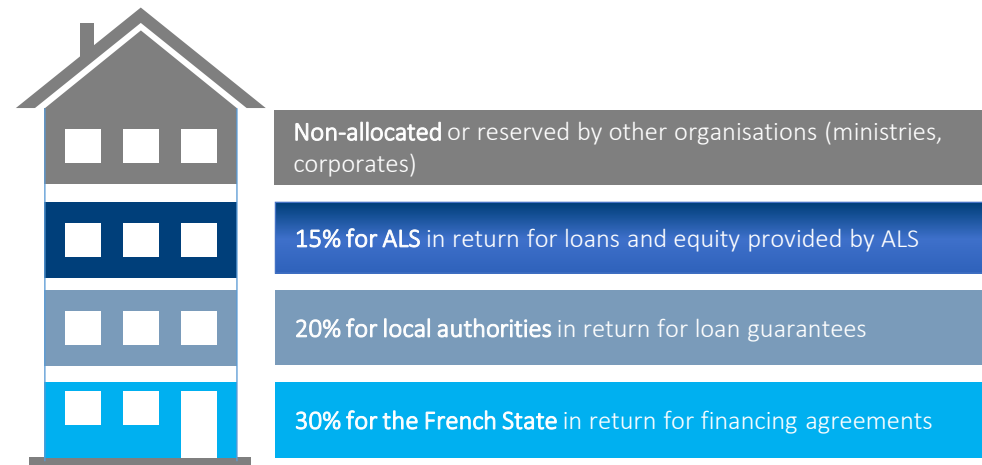 Non-allocated or reserved by other organisations (ministries,
corporates)
15% for ALS in return for loans and equity provided by ALS
20% for local authorities in return for loan guarantees
30% for the French State in return for financing agreements